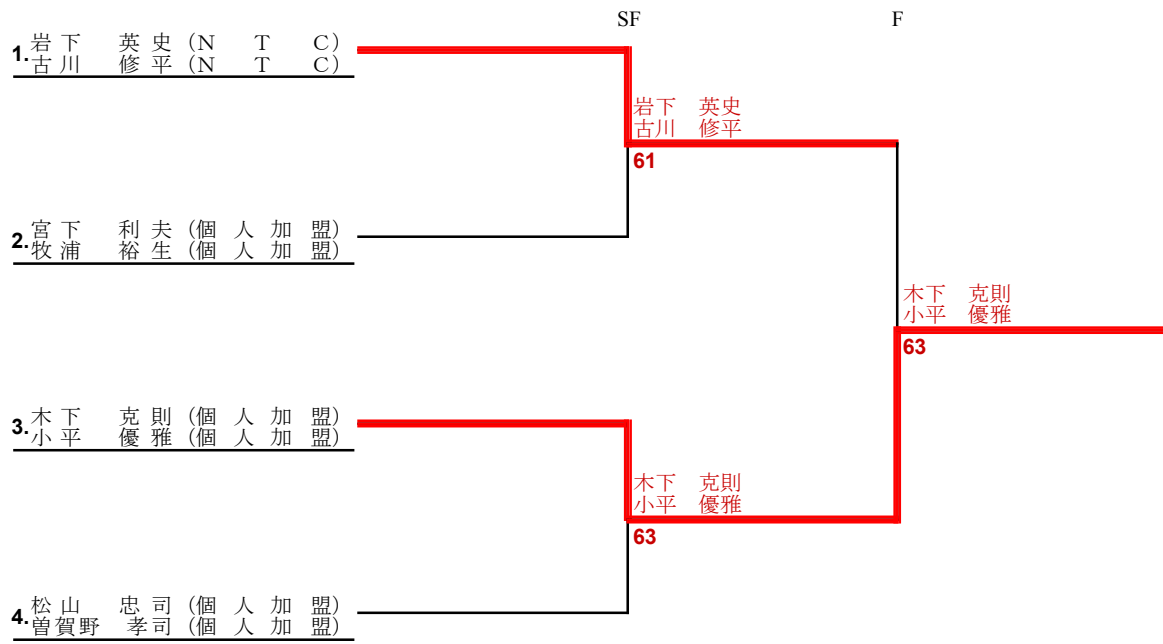 SF F
1. 岩下 英史 (NTC)
古川 修平 (NTC)
岩下 英史
古川 修平
61
2. 宮下 利夫 (個人加盟)
牧浦 裕生 (個人加盟)
木下 克則
小平 優雅
63
3. 木下 克則 (個人加盟)
小平 優雅 (個人加盟)
木下 克則
小平 優雅
63
4. 松山 忠司 (個人加盟)
曽賀野 孝司 (個人加盟)